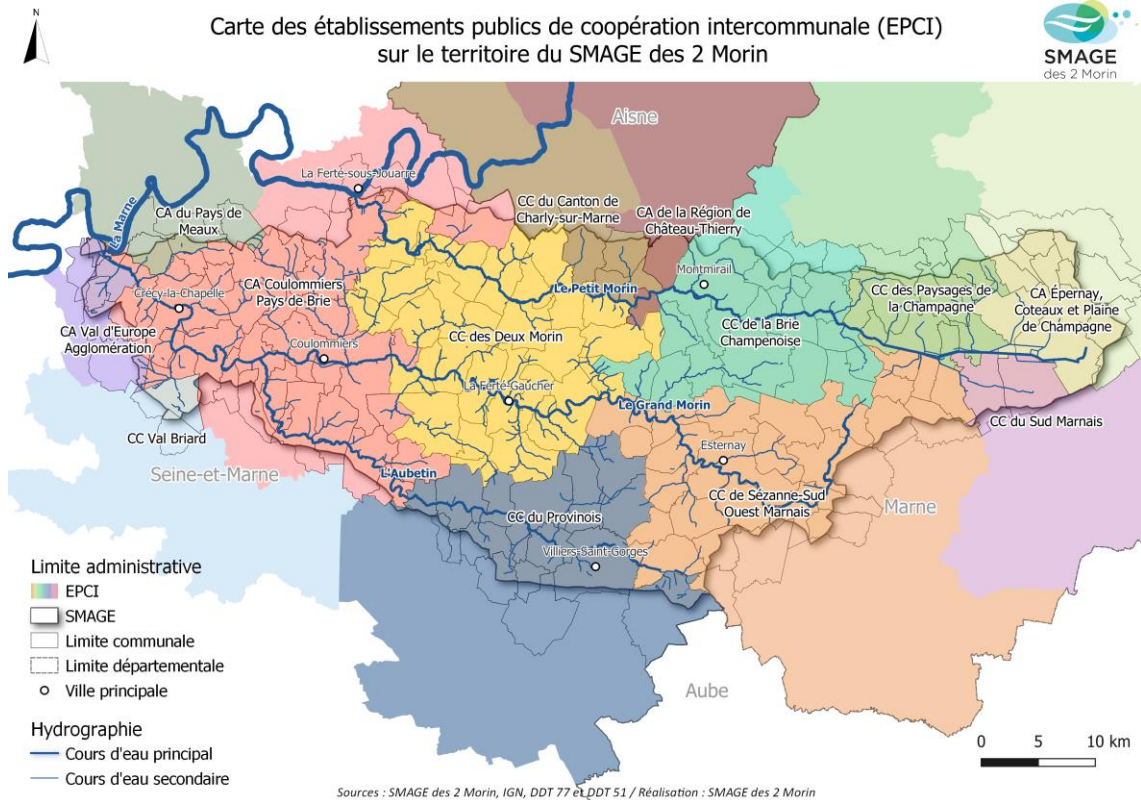 Carte des établissements publics de coopération intercommunale (EPCI)
sur le territoire du SMAGE des 2 Morin
SMAGE
des 2 Morin
Aisne
La Ferté-sous-Jouarre
La Marne
CA du Pays de
Meaux
CC du Canton de
Charly-sur-Marne
CA de la Région de
Château-Thierry
Montmirail
Crécy-la-Chapelle
CA Coulommiers
Pays de Brie
Le Petit Morin
CC des Paysages de
la Champagne
CA Épernay,
Coteaux et Plaine
de Champagne
CA Val d'Europe
Agglomération
Coulommiers
CC des Deux Morin
CC de la Brie
Champenoise
La Ferté-Gaucher
Le Grand Morin
CC du Sud Marnais
CC Val Briard
Seine-et-Marne
L'Aubetin
Esternay
CC de Sézanne-Sud
Ouest Marnais
Marne
CC du Provinois
Villiers-Saint-Gorges
Aube
Limite administrative
EPCI
SMAGE
Limite communale
Limite départementale
Ville principale
Hydrographie
Cours d'eau principal
Cours d'eau secondaire
0 5 10 km
Sources : SMAGE des 2 Morin, IGN, DDT 77 et DDT 51 / Réalisation : SMAGE des 2 Morin